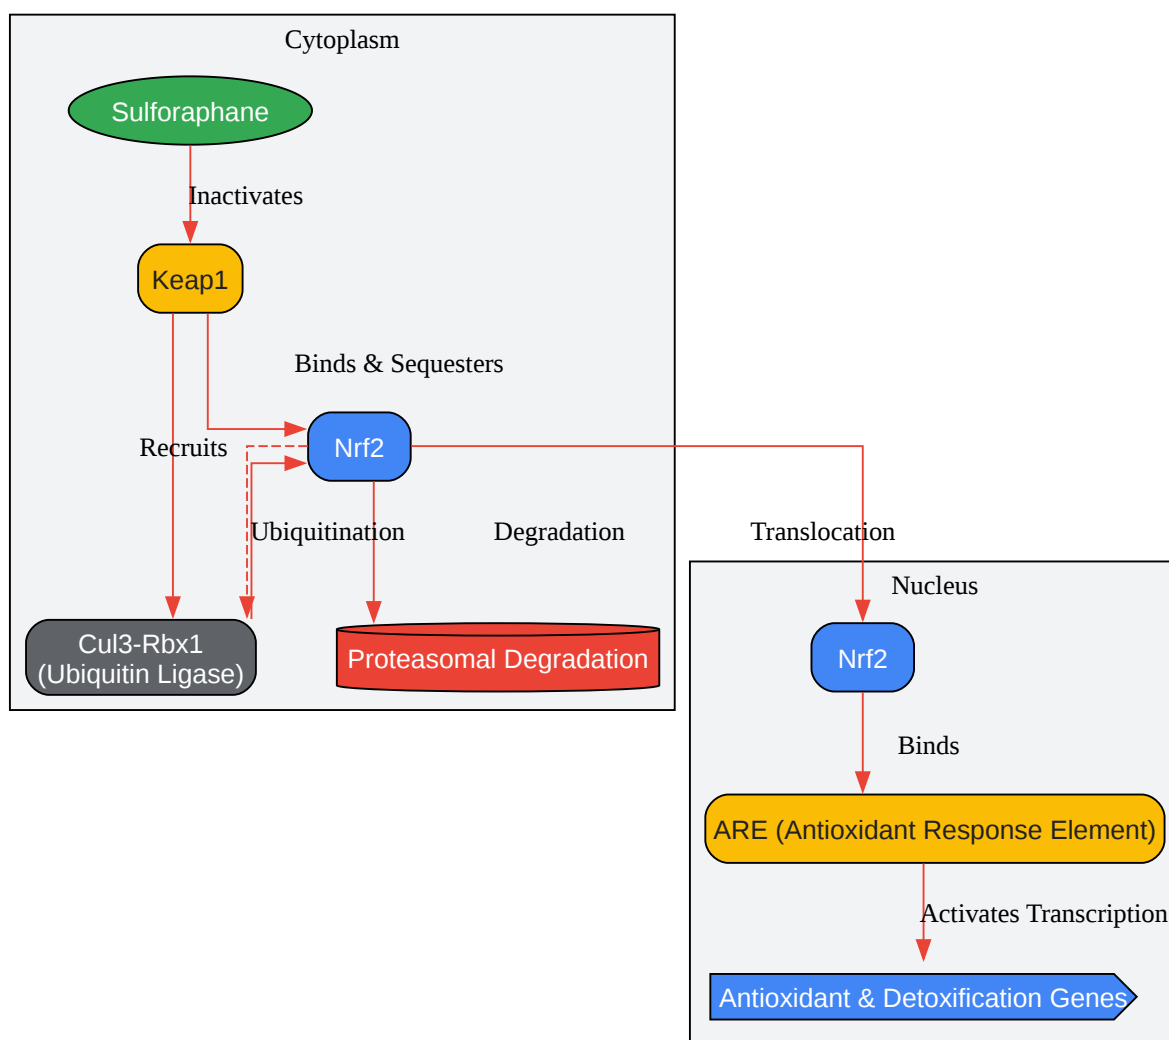 Cytoplasm
Sulforaphane
Inactivates
Keap1
Binds & Sequesters
Recruits
Nrf2
Ubiquitination
Degradation
Translocation
Nucleus
Cul3-Rbx1
(Ubiquitin Ligase)
Proteasomal Degradation
Nrf2
Binds
ARE (Antioxidant Response Element)
Activates Transcription
Antioxidant & Detoxification Genes